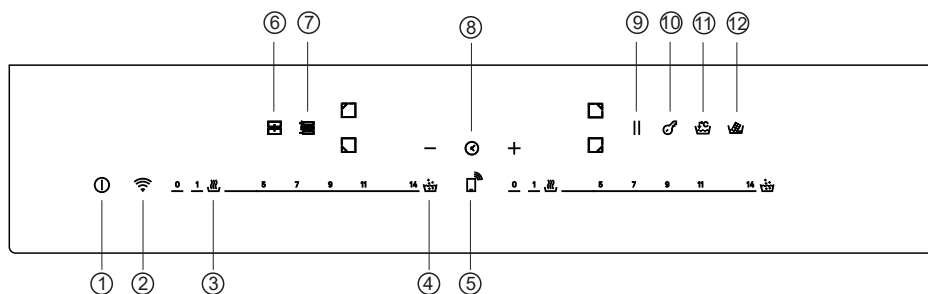 ⑥ ⑦ ⑧ ⑨ ⑩ ⑪ ⑫
0 1 5 7 9 11 14 0 1 5 7 9 11 14
① ② ③ ④ ⑤